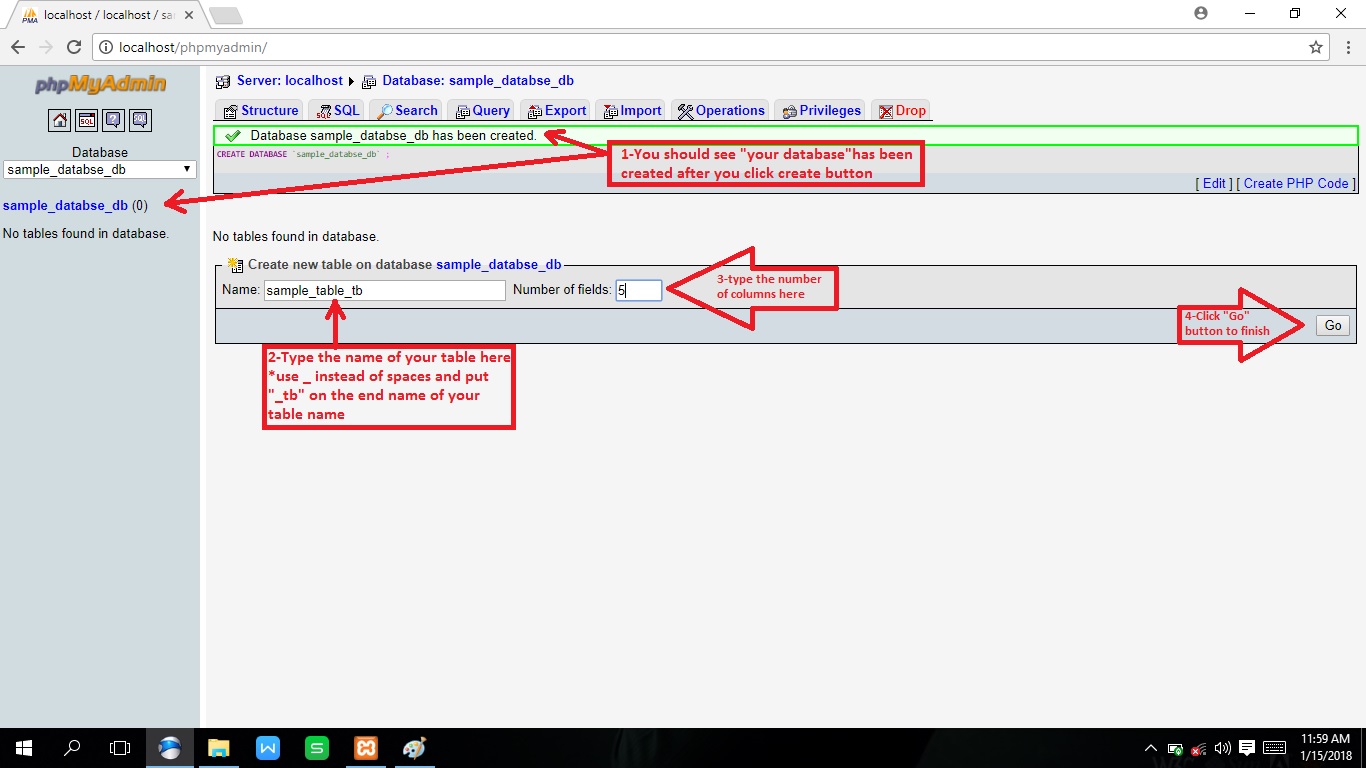 localhost / localhost / sa
localhost/phpmyadmin/
phpMyAdmin
Server: localhost Database: sample_databse_db
Structure SQL Search Query Export Import Operations Privileges Drop
SQL
Database
sample_databse_db
sample_databse_db (0)
No tables found in database.
Database sample_databse_db has been created.
CREATE DATABASE `sample_databse_db` ;
1-You should see "your database"has been
created after you click create button
[ Edit ] [ Create PHP Code ]
No tables found in database.
Create new table on database sample_databse_db
Name: sample_table_tb Number of fields: 5
3-type the number
of columns here
4-Click "Go"
button to finish
Go
2-Type the name of your table here
*use _ instead of spaces and put
"_tb" on the end name of your
table name
11:59 AM
1/15/2018